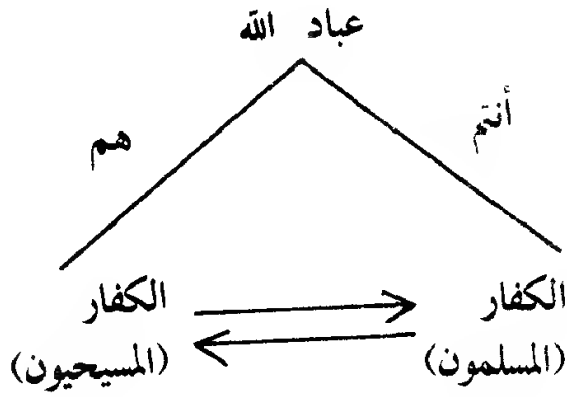 عباد الله
أنتم
هم
الكفار
(المسلمون)
الكفار
(المسيحيون)